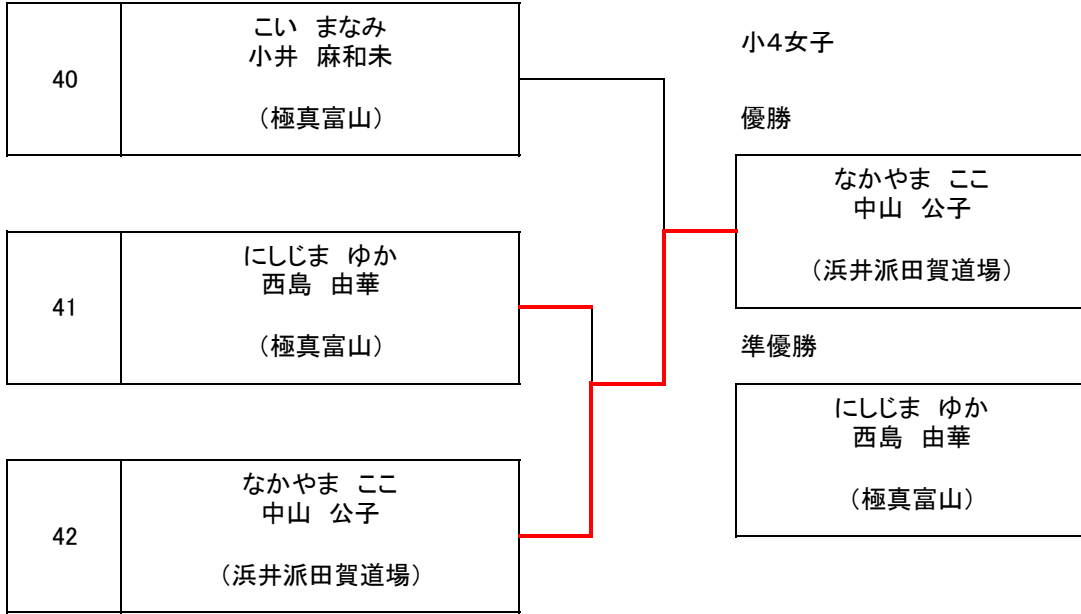 40
こい　まなみ
小井　麻和未
（極真富山）
41
にしじま　ゆか
西島　由華
（極真富山）
42
なかやま　ここ
中山　公子
（浜井派田賀道場）
小４女子
優勝
なかやま　ここ
中山　公子
（浜井派田賀道場）
準優勝
にしじま　ゆか
西島　由華
（極真富山）